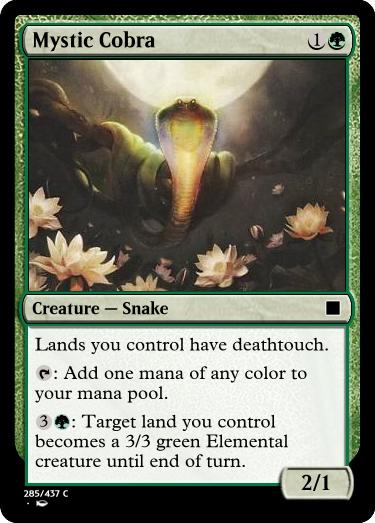 Mystic Cobra 1
Creature — Snake
Lands you control have deathtouch.
: Add one mana of any color to
your mana pool.
3 : Target land you control
becomes a 3/3 green Elemental
creature until end of turn.
2/1
285/437 C